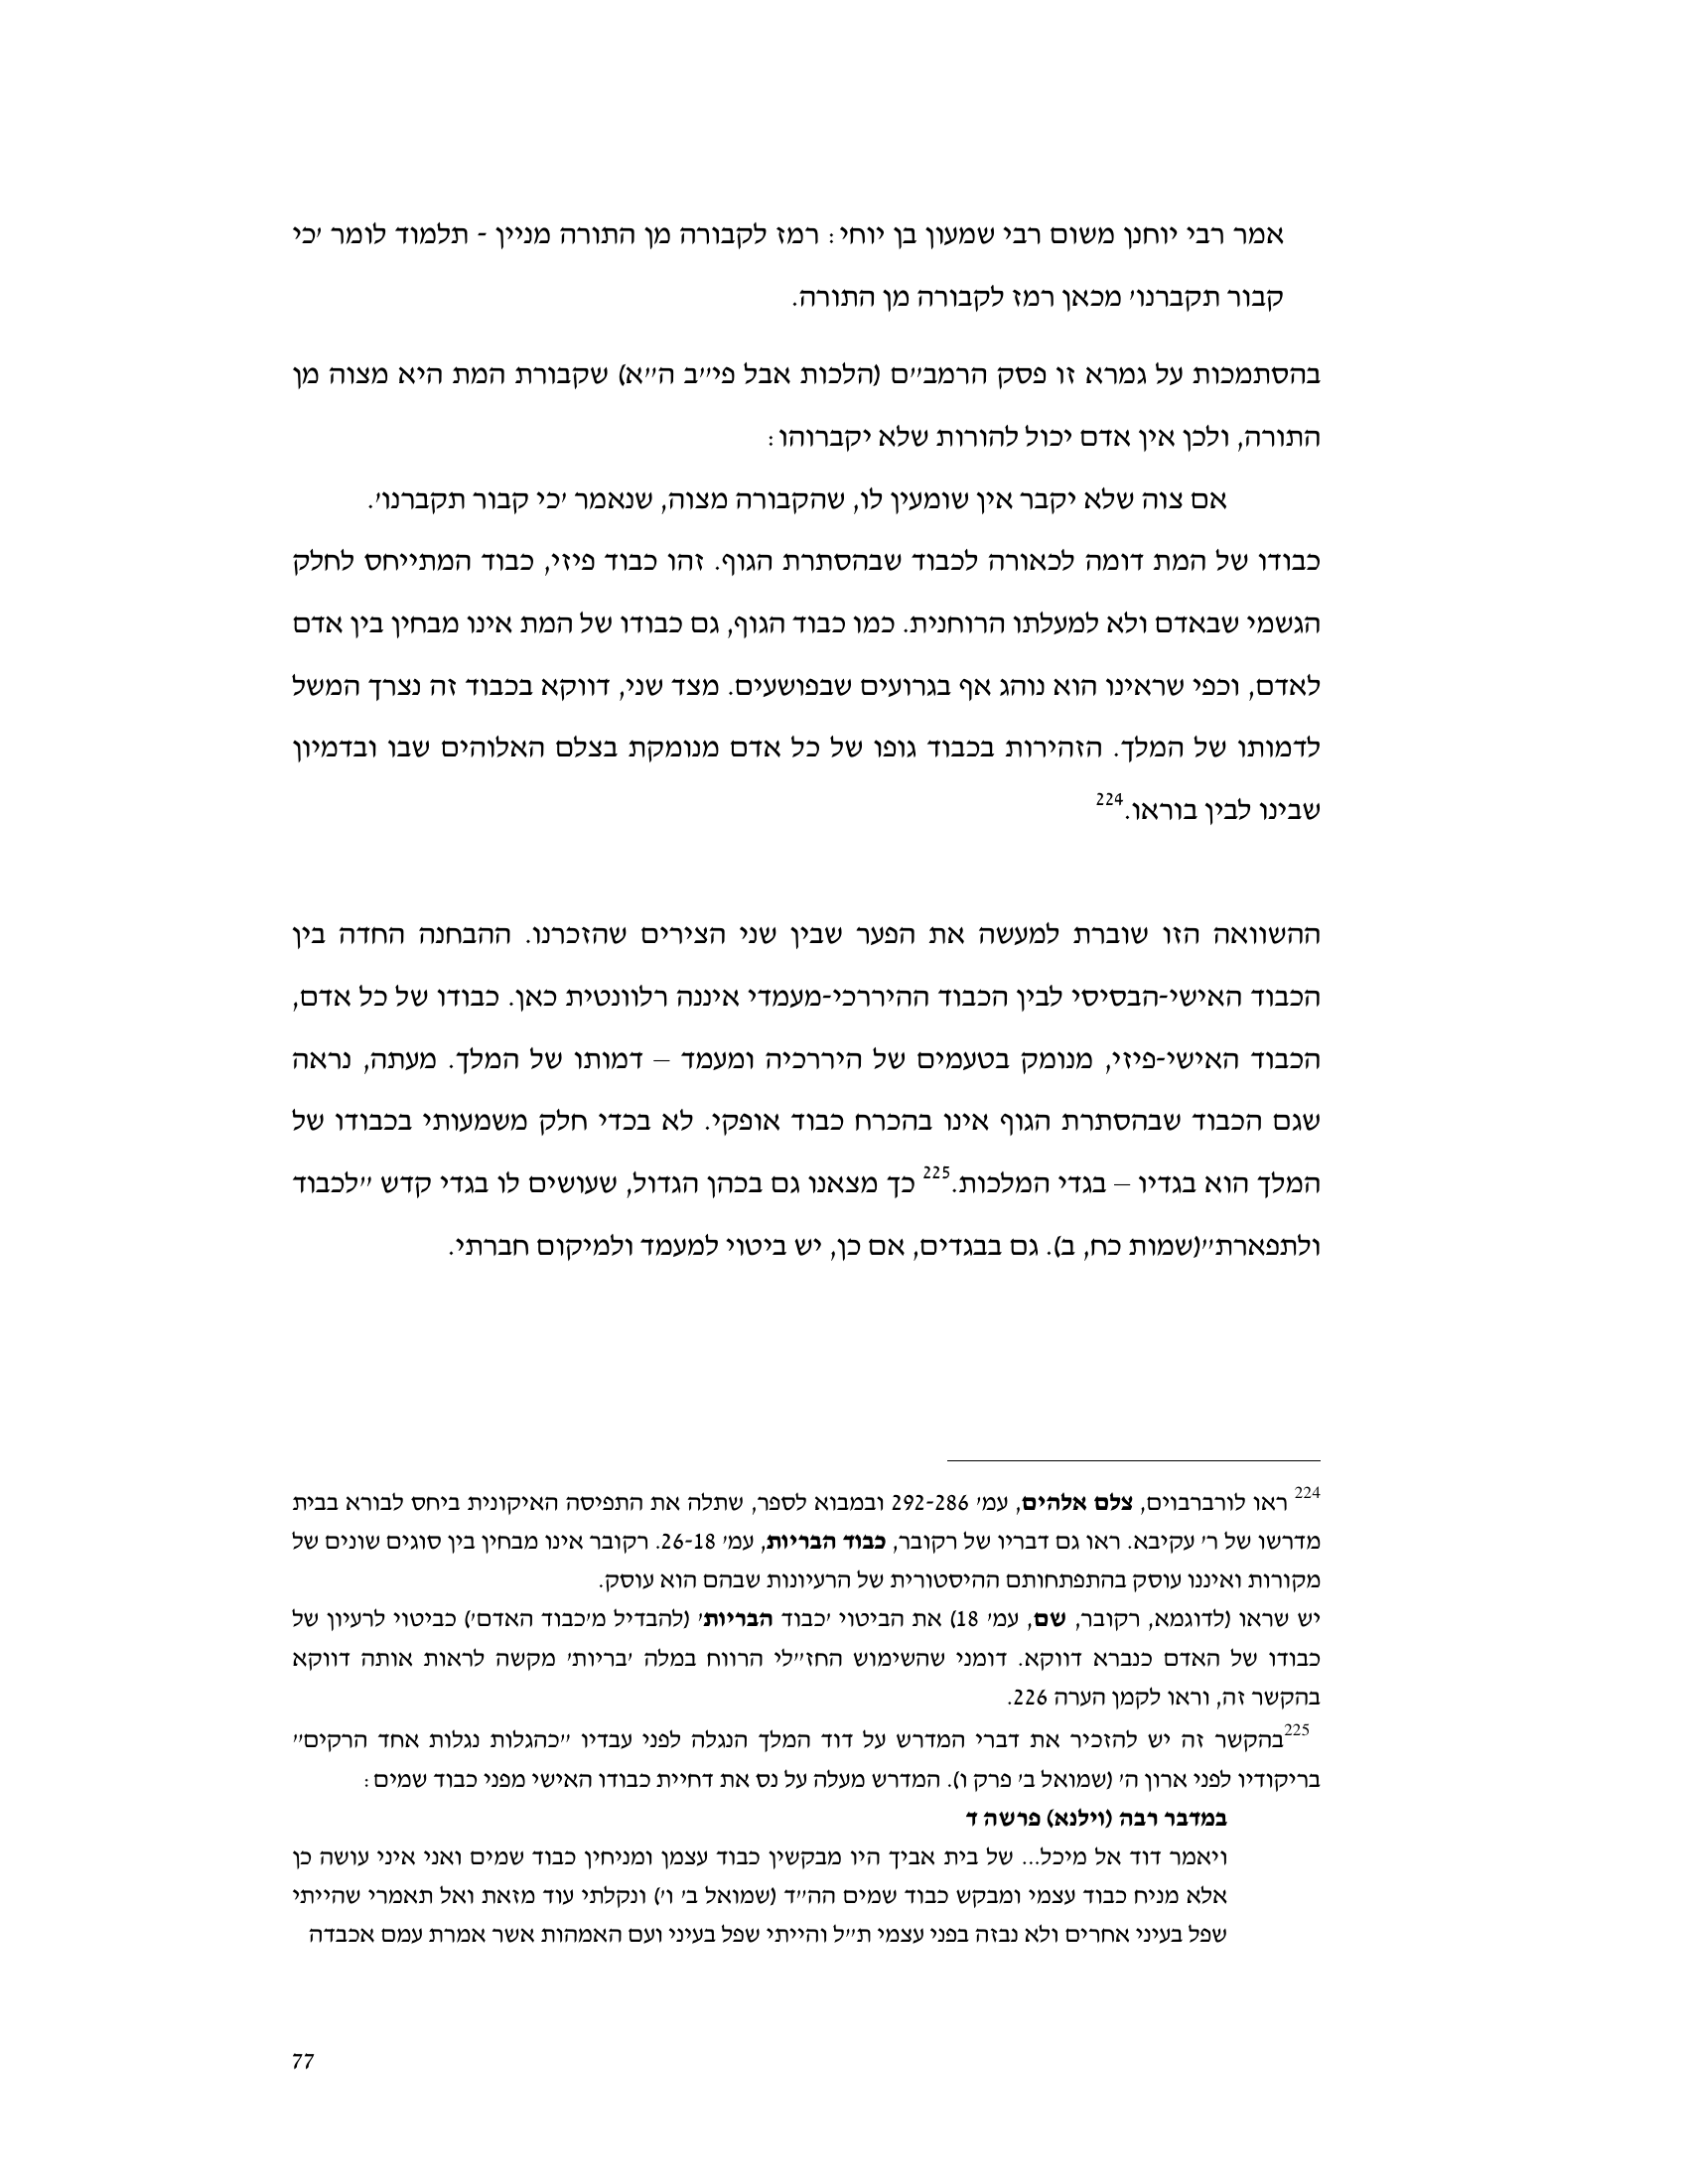 אמר רבי יוחנן משום רבי שמעון בן יוחי: רמז לקבורה מן התורה מניין - תלמוד לומר 'כי
קבור תקברנו' מכאן רמז לקבורה מן התורה.
בהסתמכות על גמרא זו פסק הרמב"ם (הלכות אבל פי"ב ה"א) שקבורת המת היא מצוה מן
התורה, ולכן אין אדם יכול להורות שלא יקברוהו:
אם צוה שלא יקבר אין שומעין לו, שהקבורה מצוה, שנאמר 'כי קבור תקברנו'.
כבודו של המת דומה לכאורה לכבוד שבהסתרת הגוף. זהו כבוד פיזי, כבוד המתייחס לחלק
הגשמי שבאדם ולא למעלתו הרוחנית. כמו כבוד הגוף, גם כבודו של המת אינו מבחין בין אדם
לאדם, וכפי שראינו הוא נוהג אף בגרועים שבפושעים. מצד שני, דווקא בכבוד זה נצרך המשל
לדמותו של המלך. הזהירות בכבוד גופו של כל אדם מנומקת בצלם האלוהים שבו ובדמיון
שבינו לבין בוראו.224
ההשוואה הזו שוברת למעשה את הפער שבין שני הצירים שהזכרנו. ההבחנה החדה בין
הכבוד האישי-הבסיסי לבין הכבוד ההיררכי-מעמדי איננה רלוונטית כאן. כבודו של כל אדם,
הכבוד האישי-פיזי, מנומק בטעמים של היררכיה ומעמד – דמותו של המלך. מעתה, נראה
שגם הכבוד שבהסתרת הגוף אינו בהכרח כבוד אופקי. לא בכדי חלק משמעותי בכבודו של
המלך הוא בגדיו – בגדי המלכות.225 כך מצאנו גם בכהן הגדול, שעושים לו בגדי קדש "לכבוד
ולתפארת"(שמות כח, ב). גם בבגדים, אם כן, יש ביטוי למעמד ולמיקום חברתי.
224 ראו לורברבוים, צלם אלהים, עמ' 292-286 ובמבוא לספר, שתלה את התפיסה האיקונית ביחס לבורא בבית
מדרשו של ר' עקיבא. ראו גם דבריו של רקובר, כבוד הבריות, עמ' 26-18. רקובר אינו מבחין בין סוגים שונים של
מקורות ואיננו עוסק בהתפתחותם ההיסטורית של הרעיונות שבהם הוא עוסק.
יש שראו (לדוגמא, רקובר, שם, עמ' 18) את הביטוי 'כבוד הבריות' (להבדיל מ'כבוד האדם') כביטוי לרעיון של
כבודו של האדם כנברא דווקא. דומני שהשימוש החז"לי הרווח במלה 'בריות' מקשה לראות אותה דווקא
בהקשר זה, וראו לקמן הערה 226.
225בהקשר זה יש להזכיר את דברי המדרש על דוד המלך הנגלה לפני עבדיו "כהגלות נגלות אחד הרקים"
בריקודיו לפני ארון ה' (שמואל ב' פרק ו). המדרש מעלה על נס את דחיית כבודו האישי מפני כבוד שמים:
במדבר רבה (וילנא) פרשה ד
ויאמר דוד אל מיכל... של בית אביך היו מבקשין כבוד עצמן ומניחין כבוד שמים ואני איני עושה כן
אלא מניח כבוד עצמי ומבקש כבוד שמים הה"ד (שמואל ב' ו') ונקלתי עוד מזאת ואל תאמרי שהייתי
שפל בעיני אחרים ולא נבזה בפני עצמי ת"ל והייתי שפל בעיני ועם האמהות אשר אמרת עמם אכבדה
77